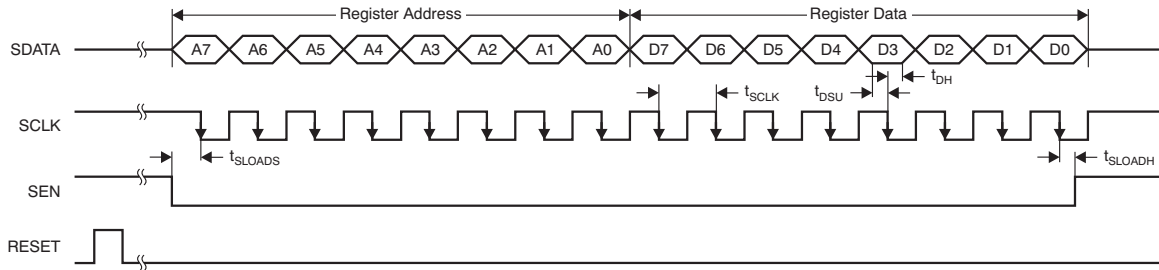 Register Address Register Data
SDATA A7 A6 A5 A4 A3 A2 A1 A0 D7 D6 D5 D4 D3 D2 D1 D0
tDH
tSCLK tDSU
SCLK
tSLOADS tSLOADH
SEN
RESET